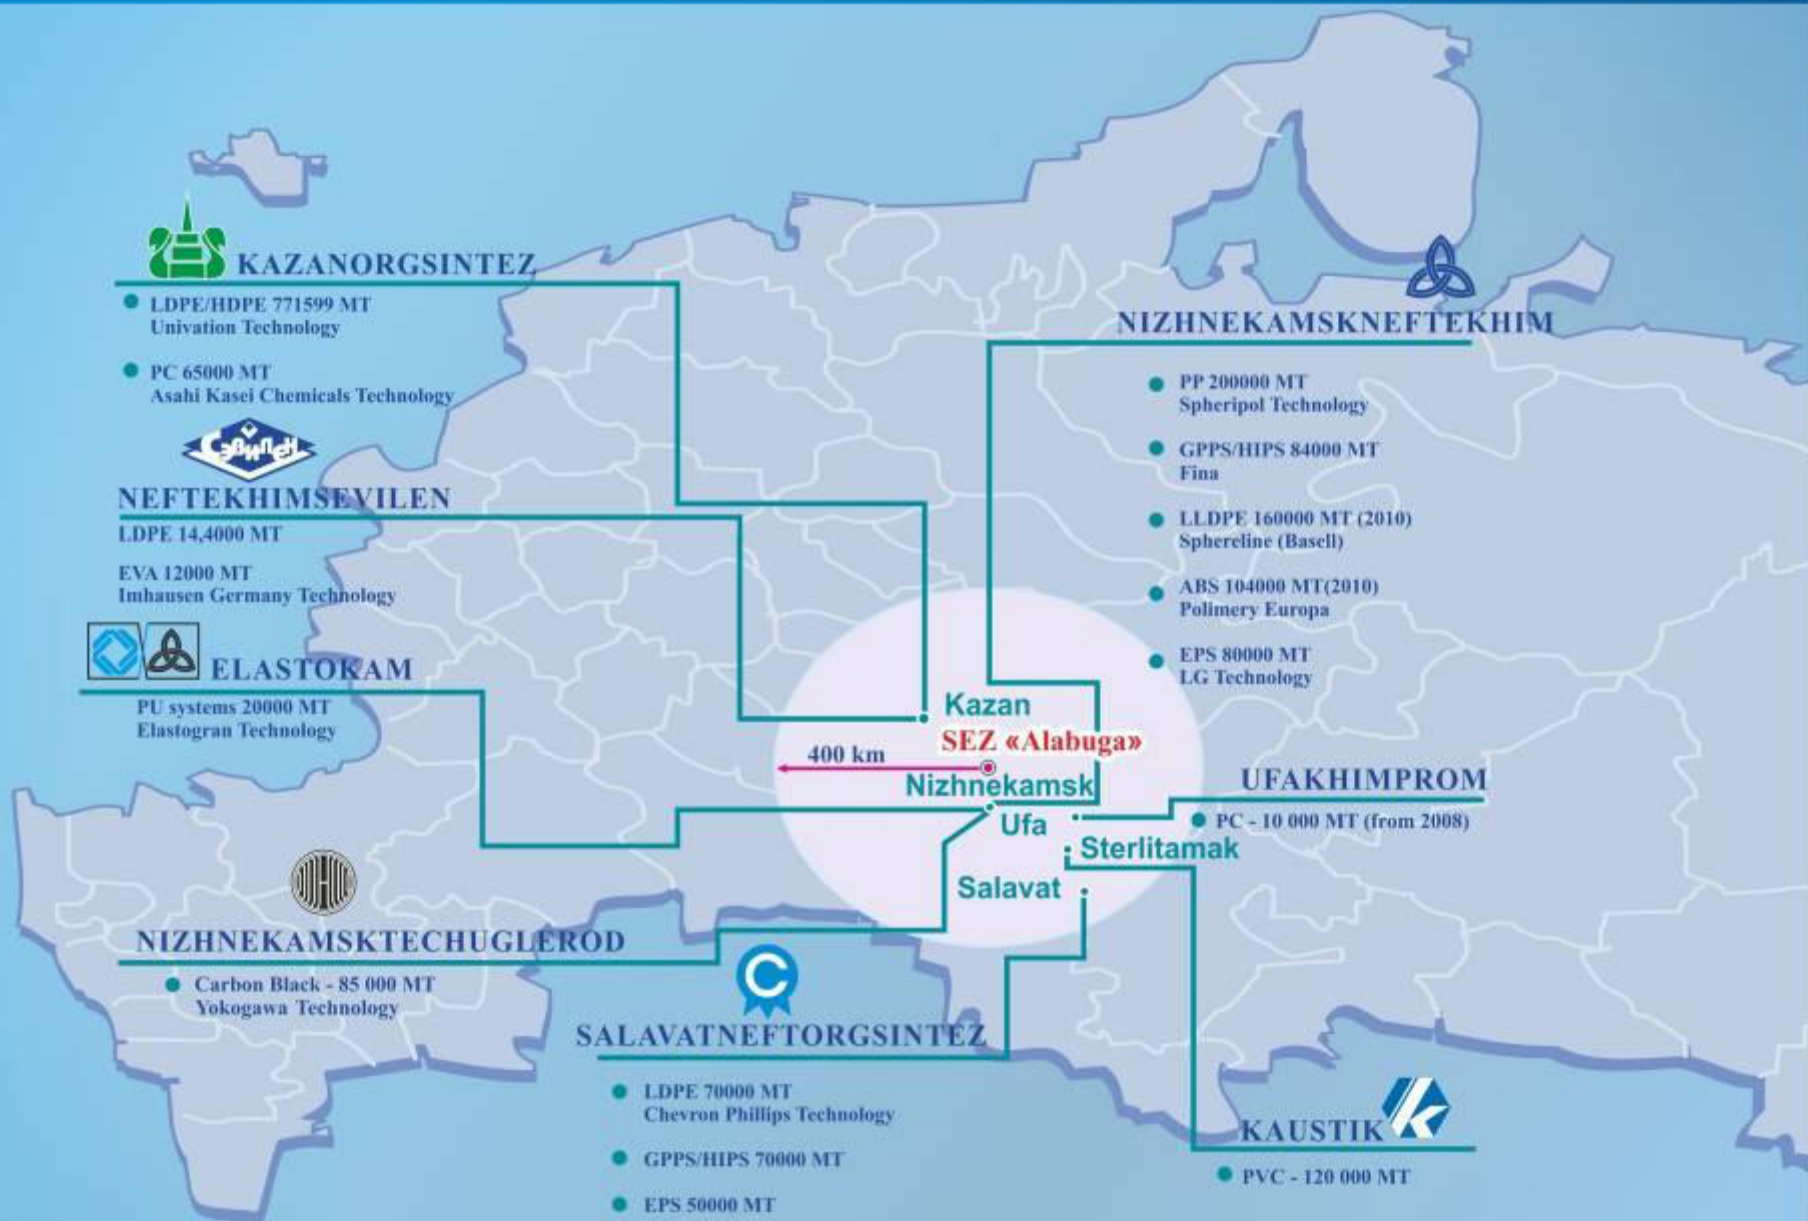 KAZANORGSINTEZ
LDPE/HDPE 771599 MT
Univation Technology
PC 65000 MT
Asahi Kasei Chemicals Technology
Сэвилен
NEFTEKHIMSEVILEN
LDPE 14,4000 MT
EVA 12000 MT
Imhausen Germany Technology
ELASTOKAM
PU systems 20000 MT
Elastogran Technology
NIZHNEKAMSKTECHUGLEROD
Carbon Black - 85 000 MT
Yokogawa Technology
SALAVATNEFTORGSINTEZ
LDPE 70000 MT
Chevron Phillips Technology
GPPS/HIPS 70000 MT
EPS 50000 MT
NIZHNEKAMSKNEFTEKHIM
PP 200000 MT
Spheripol Technology
GPPS/HIPS 84000 MT
Fina
LLDPE 160000 MT (2010)
Sphereline (Basell)
ABS 104000 MT(2010)
Polimery Europa
EPS 80000 MT
LG Technology
Kazan
SEZ «Alabuga»
400 km
Nizhnekamsk
Ufa
Sterlitamak
Salavat
UFAKHIMPROM
PC - 10 000 MT (from 2008)
KAUSTIK
PVC - 120 000 MT